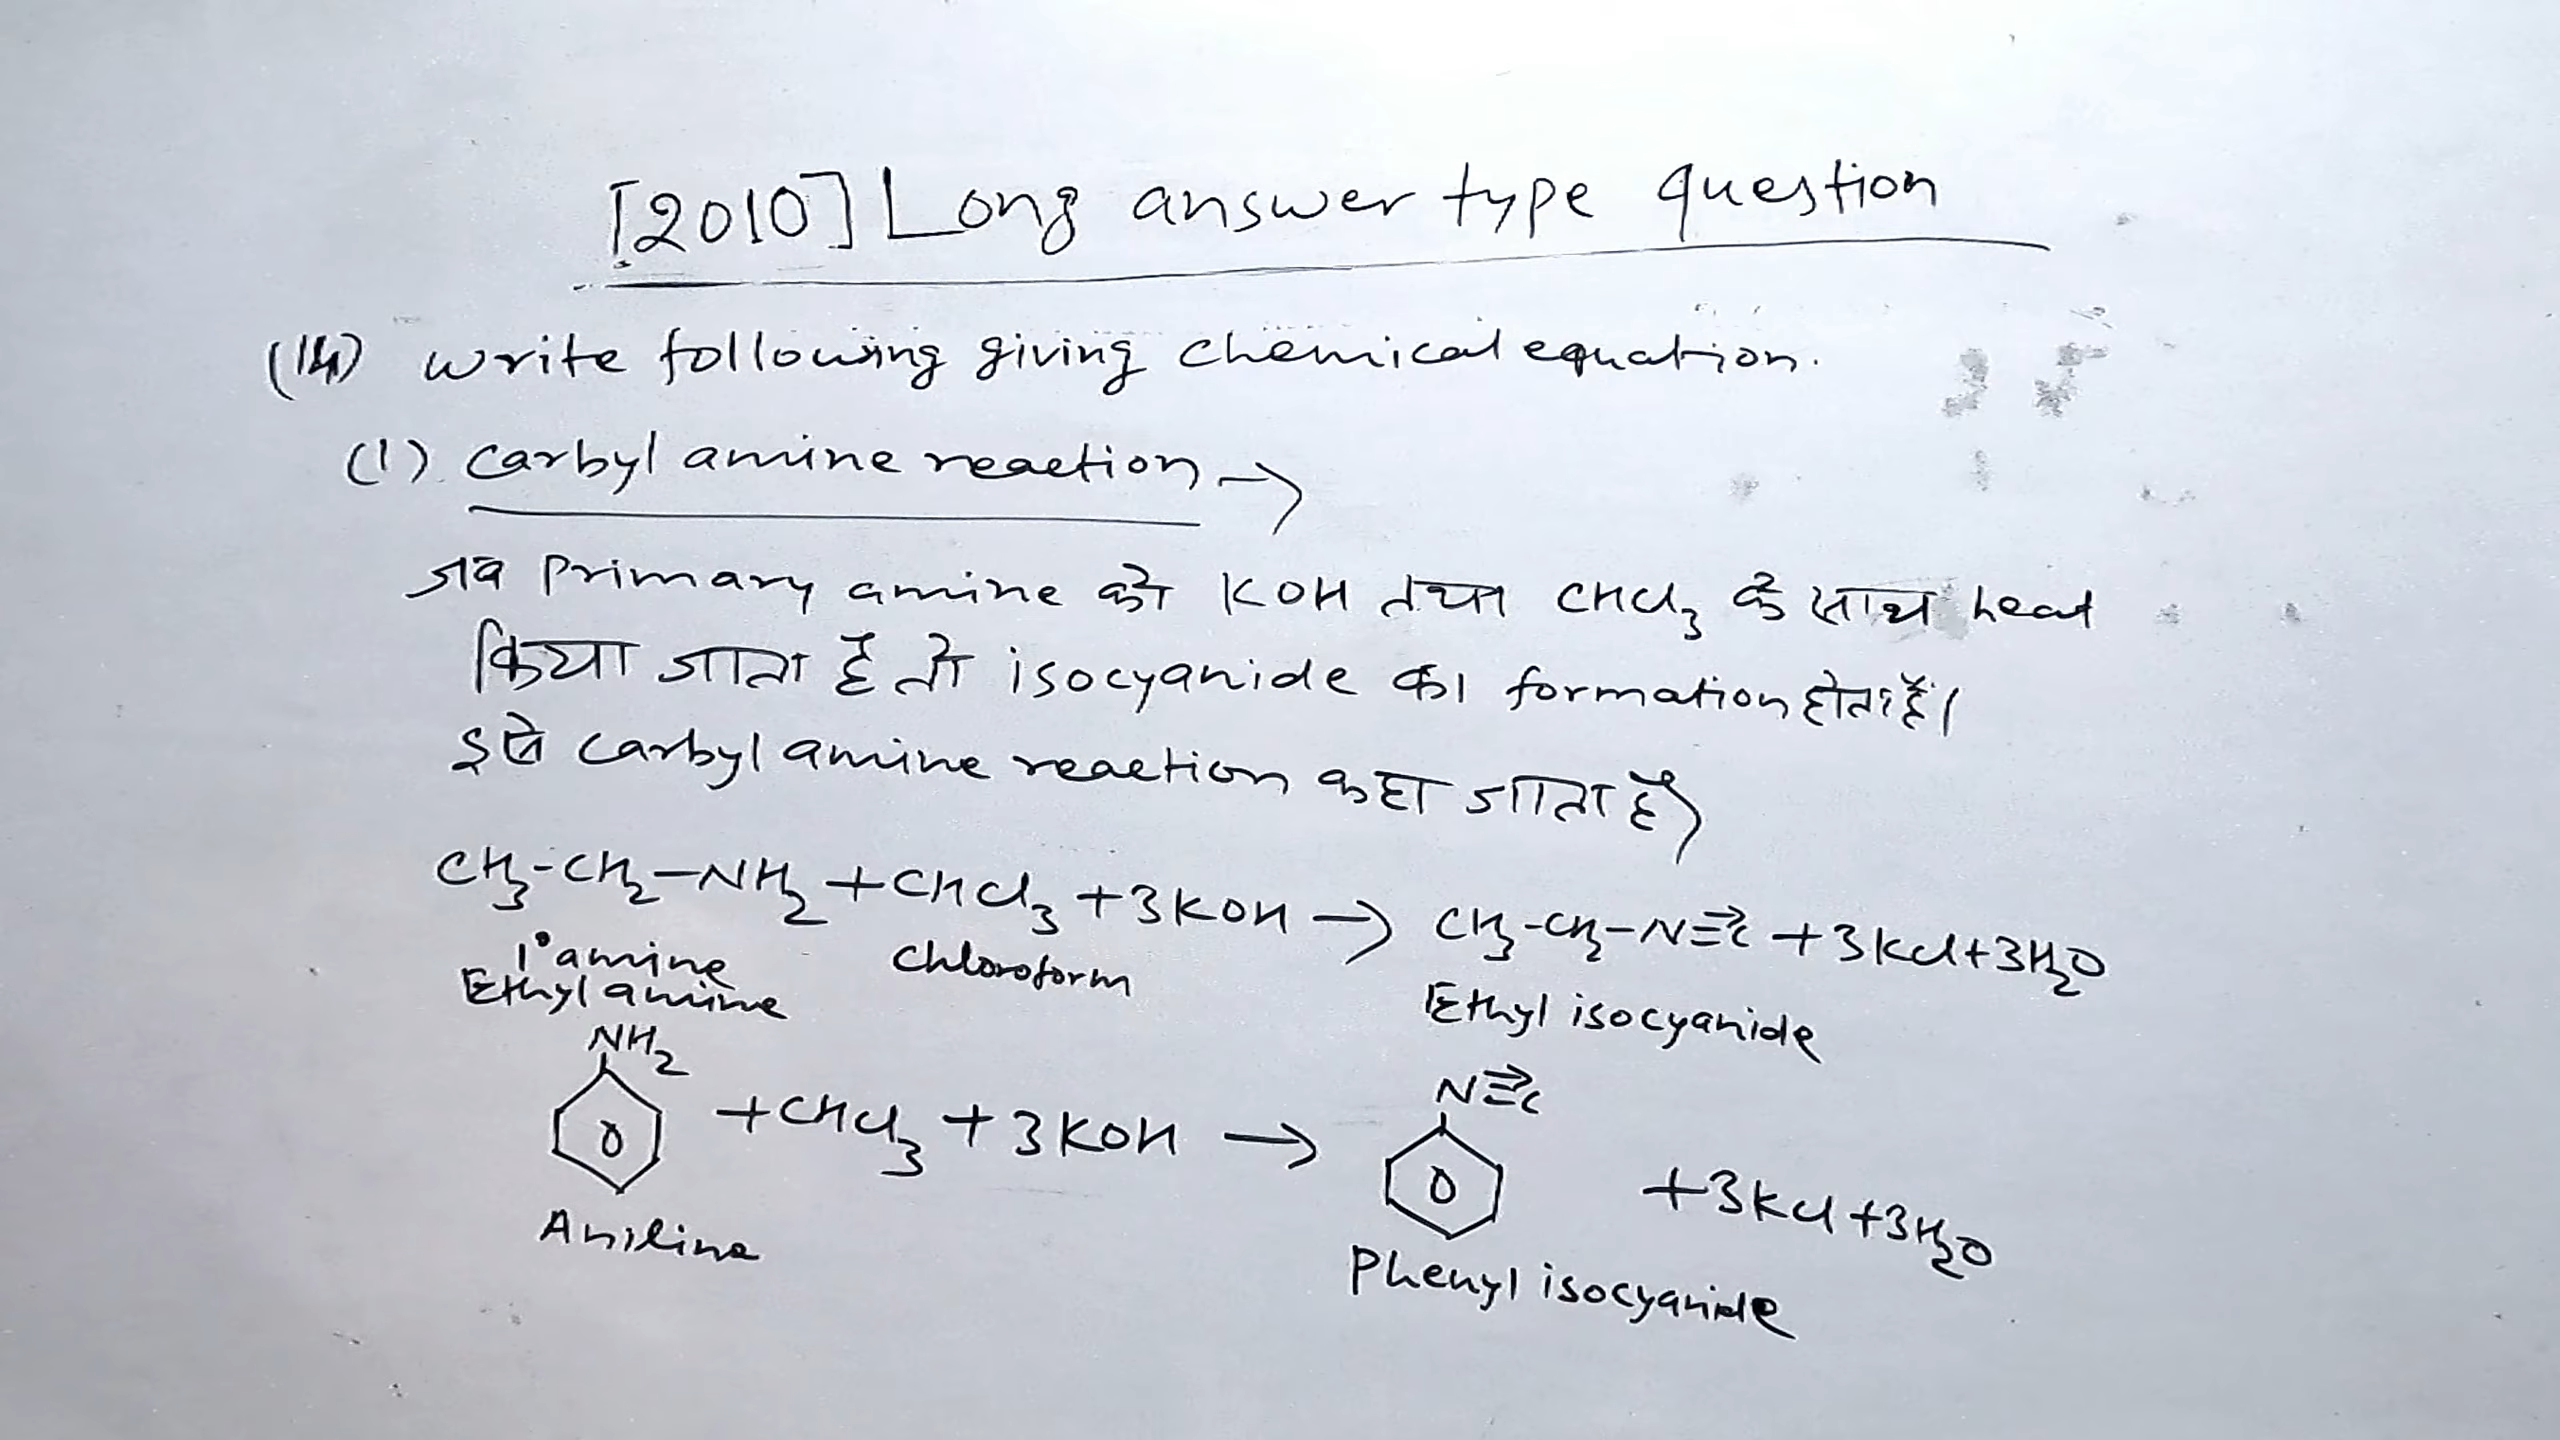 [2010] Long answer type question
(14) write following giving chemical equation.
(1). carbyl amine reaction →
जब primary amine को KOH तथा CHCl₃ के साथ heat
किया जाता है तो isocyanide का formation होता है।
इसे carbyl amine reaction कहा जाता है)
CH₃-CH₂-NH₂ + CHCl₃ + 3KOH → CH₃-CH₂-N≡C + 3KCl + 3H₂O
1° amine chloroform
Ethyl amine Ethyl isocyanide
NH₂ N≡C
+ CHCl₃ + 3KOH → + 3KCl + 3H₂O
Aniline Phenyl isocyanide